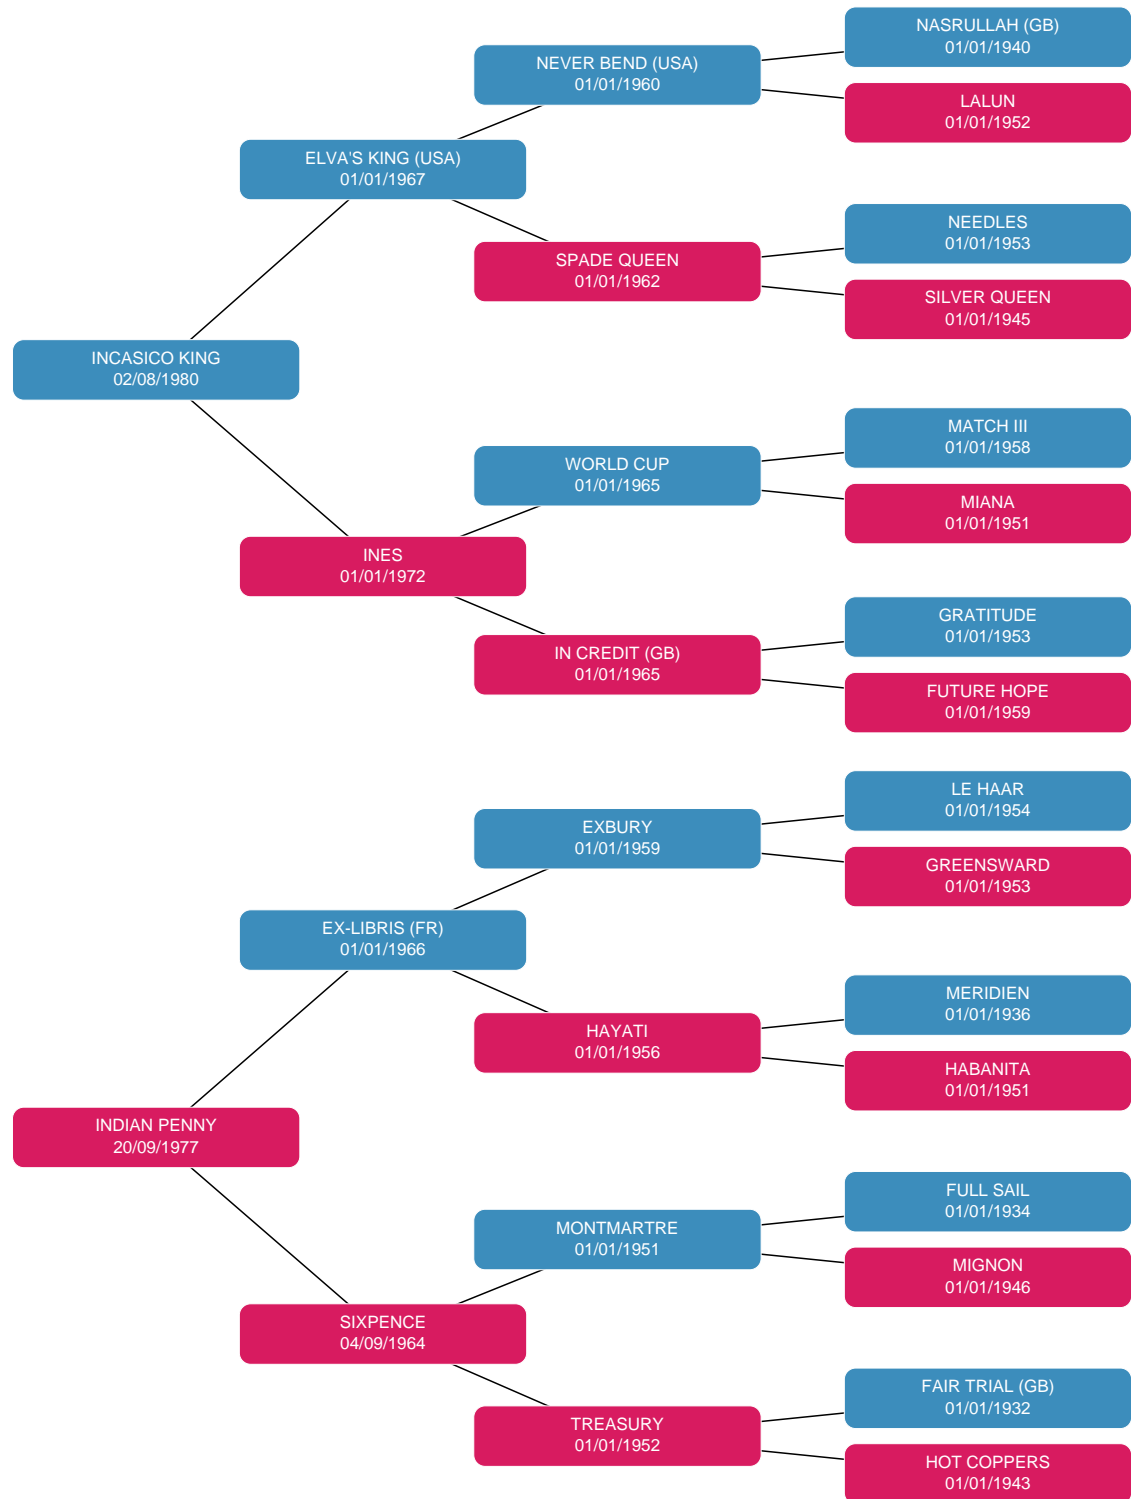 NASRULLAH (GB)
01/01/1940
NEVER BEND (USA)
01/01/1960
LALUN
01/01/1952
ELVA'S KING (USA)
01/01/1967
NEEDLES
01/01/1953
SPADE QUEEN
01/01/1962
SILVER QUEEN
01/01/1945
INCASICO KING
02/08/1980
MATCH III
01/01/1958
WORLD CUP
01/01/1965
MIANA
01/01/1951
INES
01/01/1972
GRATITUDE
01/01/1953
IN CREDIT (GB)
01/01/1965
FUTURE HOPE
01/01/1959
LE HAAR
01/01/1954
EXBURY
01/01/1959
GREENSWARD
01/01/1953
EX-LIBRIS (FR)
01/01/1966
MERIDIEN
01/01/1936
HAYATI
01/01/1956
HABANITA
01/01/1951
INDIAN PENNY
20/09/1977
FULL SAIL
01/01/1934
MONTMARTRE
01/01/1951
MIGNON
01/01/1946
SIXPENCE
04/09/1964
FAIR TRIAL (GB)
01/01/1932
TREASURY
01/01/1952
HOT COPPERS
01/01/1943